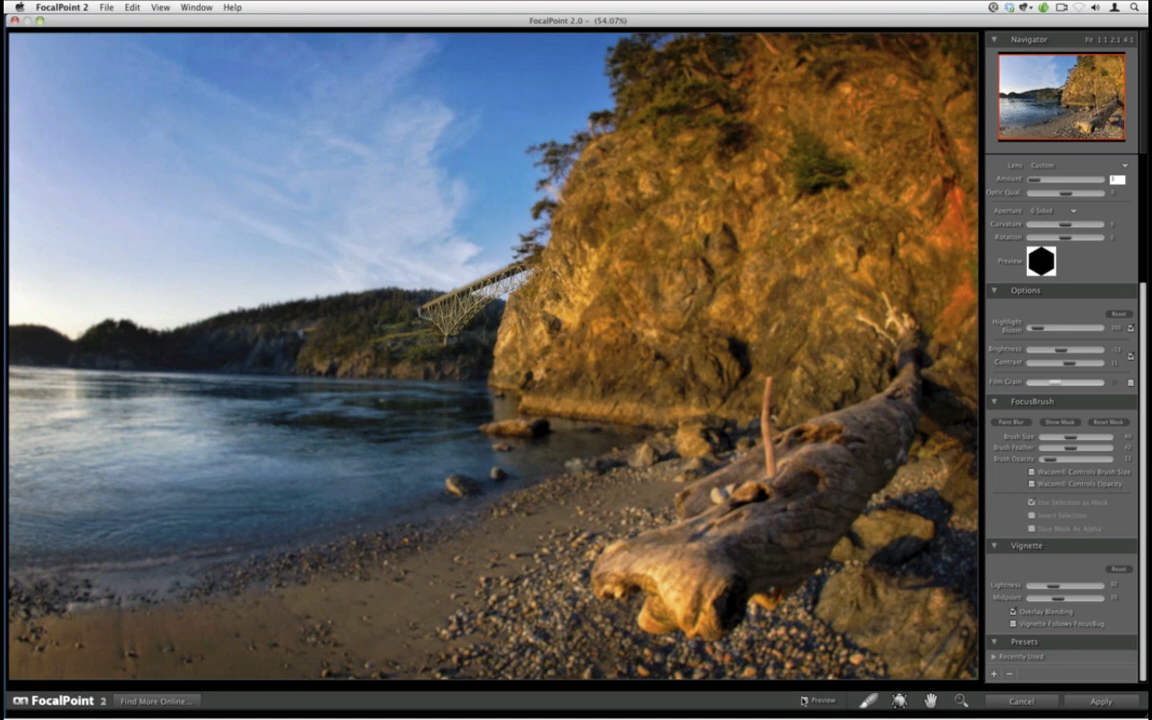 FocalPoint 2 File Edit View Window Help
FocalPoint 2.0 - (54.07%)
Navigator Fit 1:1 2:1 4:1
Lens Custom
Amount
Optic Qual.
Aperture 6 Sided
Curvature
Rotation
Preview
Options
Reset
Highlight
Bloom 100
Brightness -13
Contrast 11
Film Grain
FocusBrush
Paint Blur Show Mask Reset Mask
Brush Size
Brush Feather
Brush Opacity
Wacom® Controls Brush Size
Wacom® Controls Opacity
Use Selection as Mask
Invert Selection
Save Mask As Alpha
Vignette
Reset
Lightness
Midpoint
Overlay Blending
Vignette Follows FocusBug
Presets
Recently Used
on FocalPoint 2 Find More Online... Preview Cancel Apply